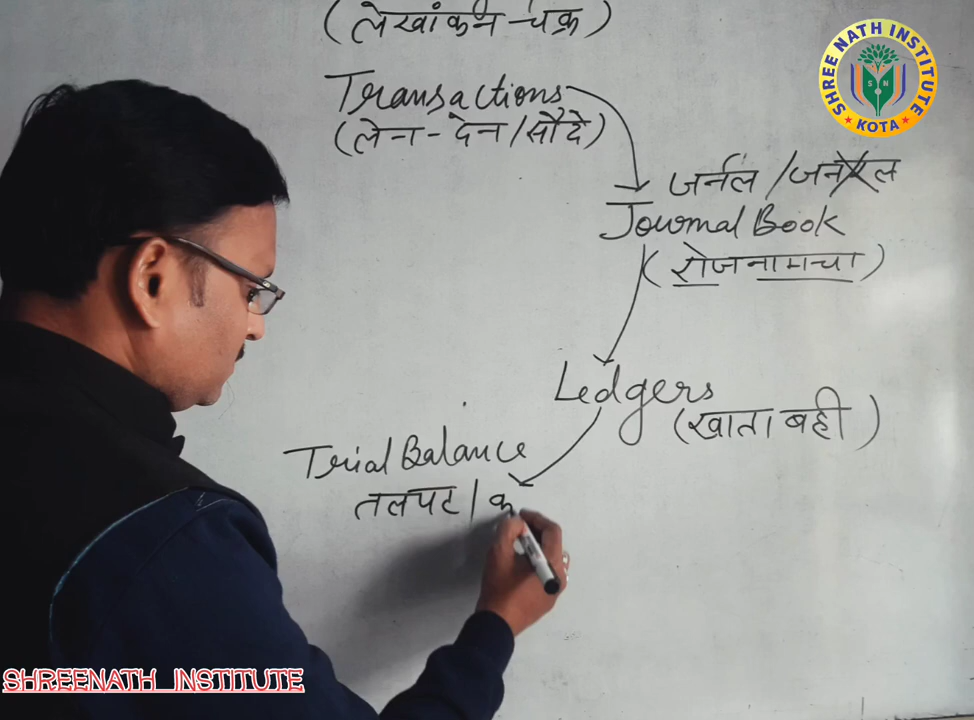 (लेखांकन-चक्र)
Transactions
(लेन-देन/सौदे)
जर्नल/जनरल
Journal Book
(रोजनामचा)
Ledgers
(खाता बही)
Trial Balance
तलपट/क
SHREE NATH INSTITUTE
S N
KOTA
SHREENATH INSTITUTE